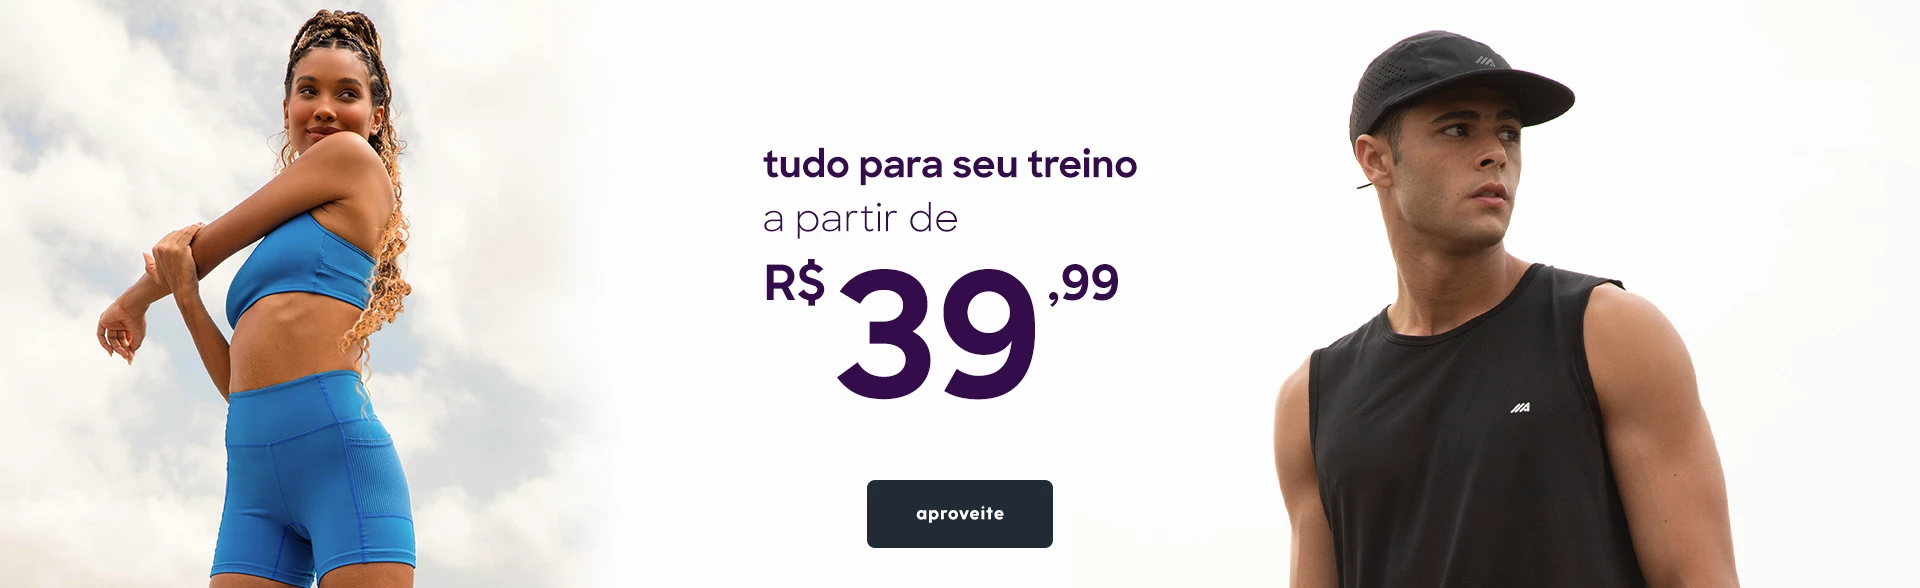 tudo para seu treino
a partir de
R$ 39,99
aproveite